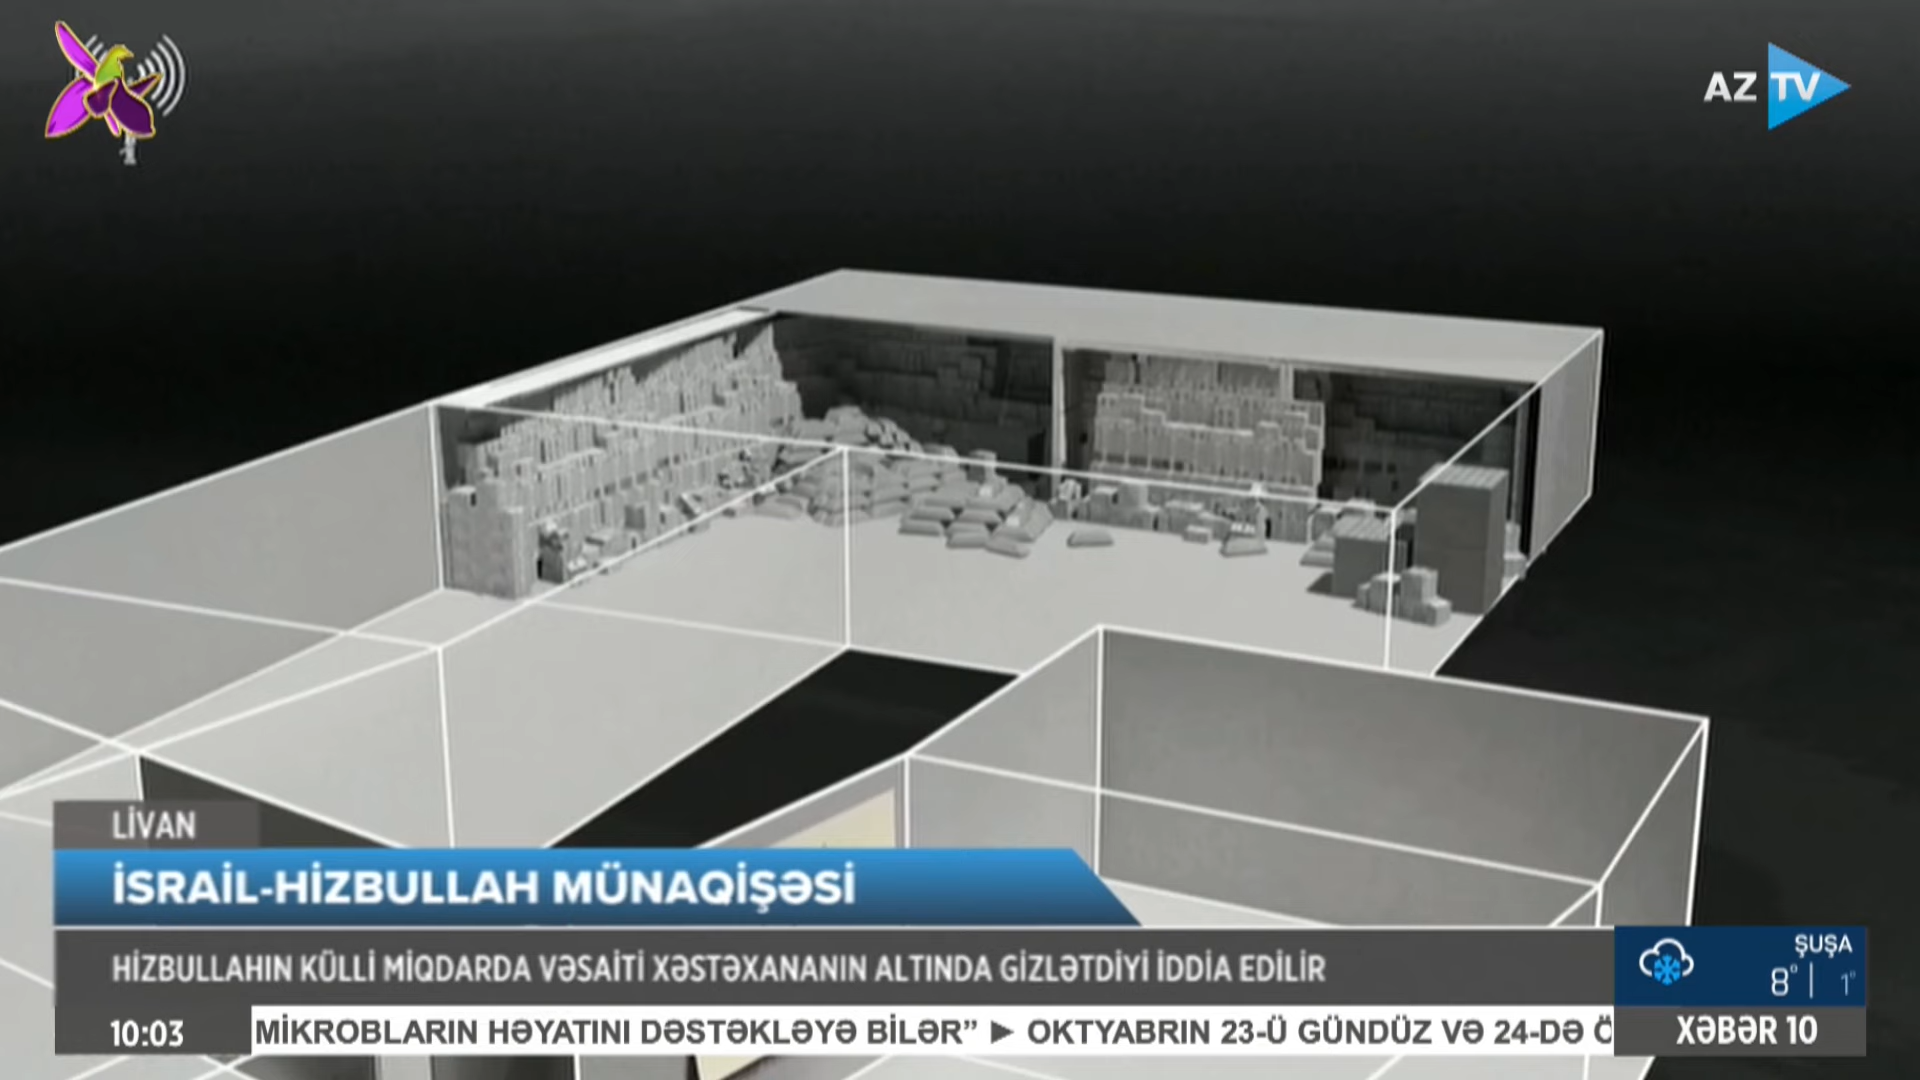 AZ TV
LİVAN
İSRAİL-HİZBULLAH MÜNAQİŞƏSİ
HİZBULLAHIN KÜLLİ MİQDARDA VƏSAİTİ XƏSTƏXANANIN ALTINDA GİZLƏTDİYİ İDDİA EDİLİR
ŞUŞA
8° | 1°
10:03
MİKROBLARIN HƏYATINI DƏSTƏKLƏYƏ BİLƏR” ► OKTYABRIN 23-Ü GÜNDÜZ VƏ 24-DƏ Ö
XƏBƏR 10